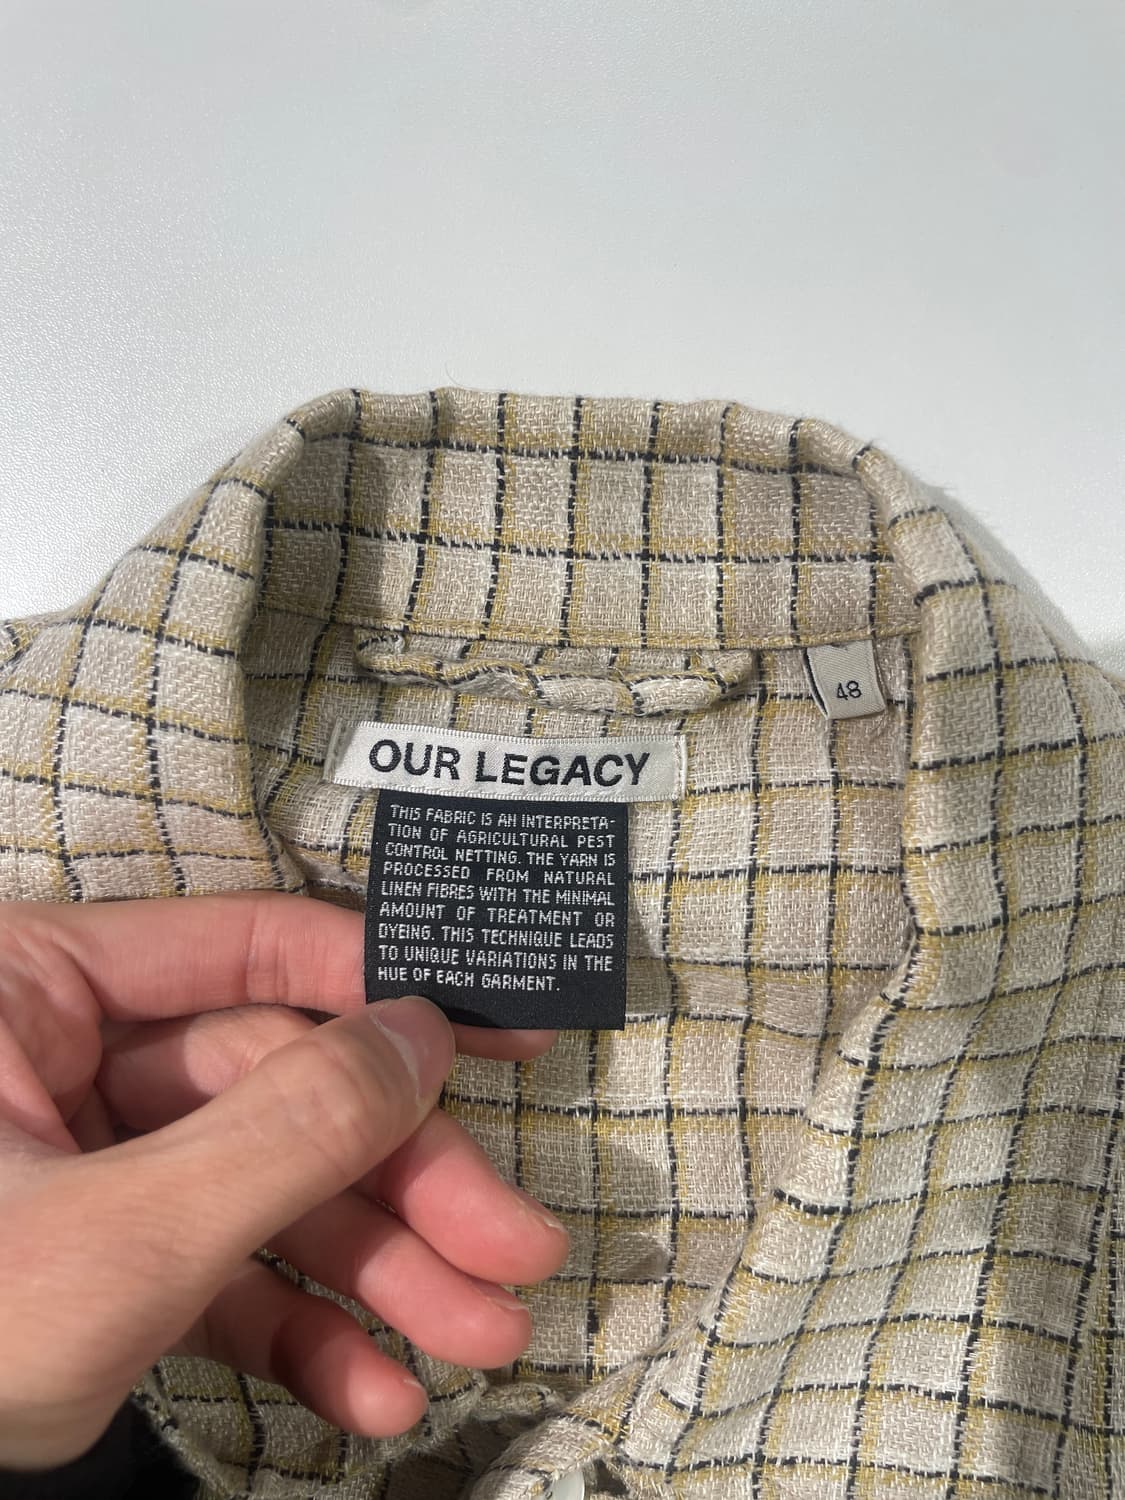 48
OUR LEGACY
THIS FABRIC IS AN INTERPRETA-
TION OF AGRICULTURAL PEST
CONTROL NETTING. THE YARN IS
PROCESSED FROM NATURAL
LINEN FIBRES WITH THE MINIMAL
AMOUNT OF TREATMENT OR
DYEING. THIS TECHNIQUE LEADS
TO UNIQUE VARIATIONS IN THE
HUE OF EACH GARMENT.